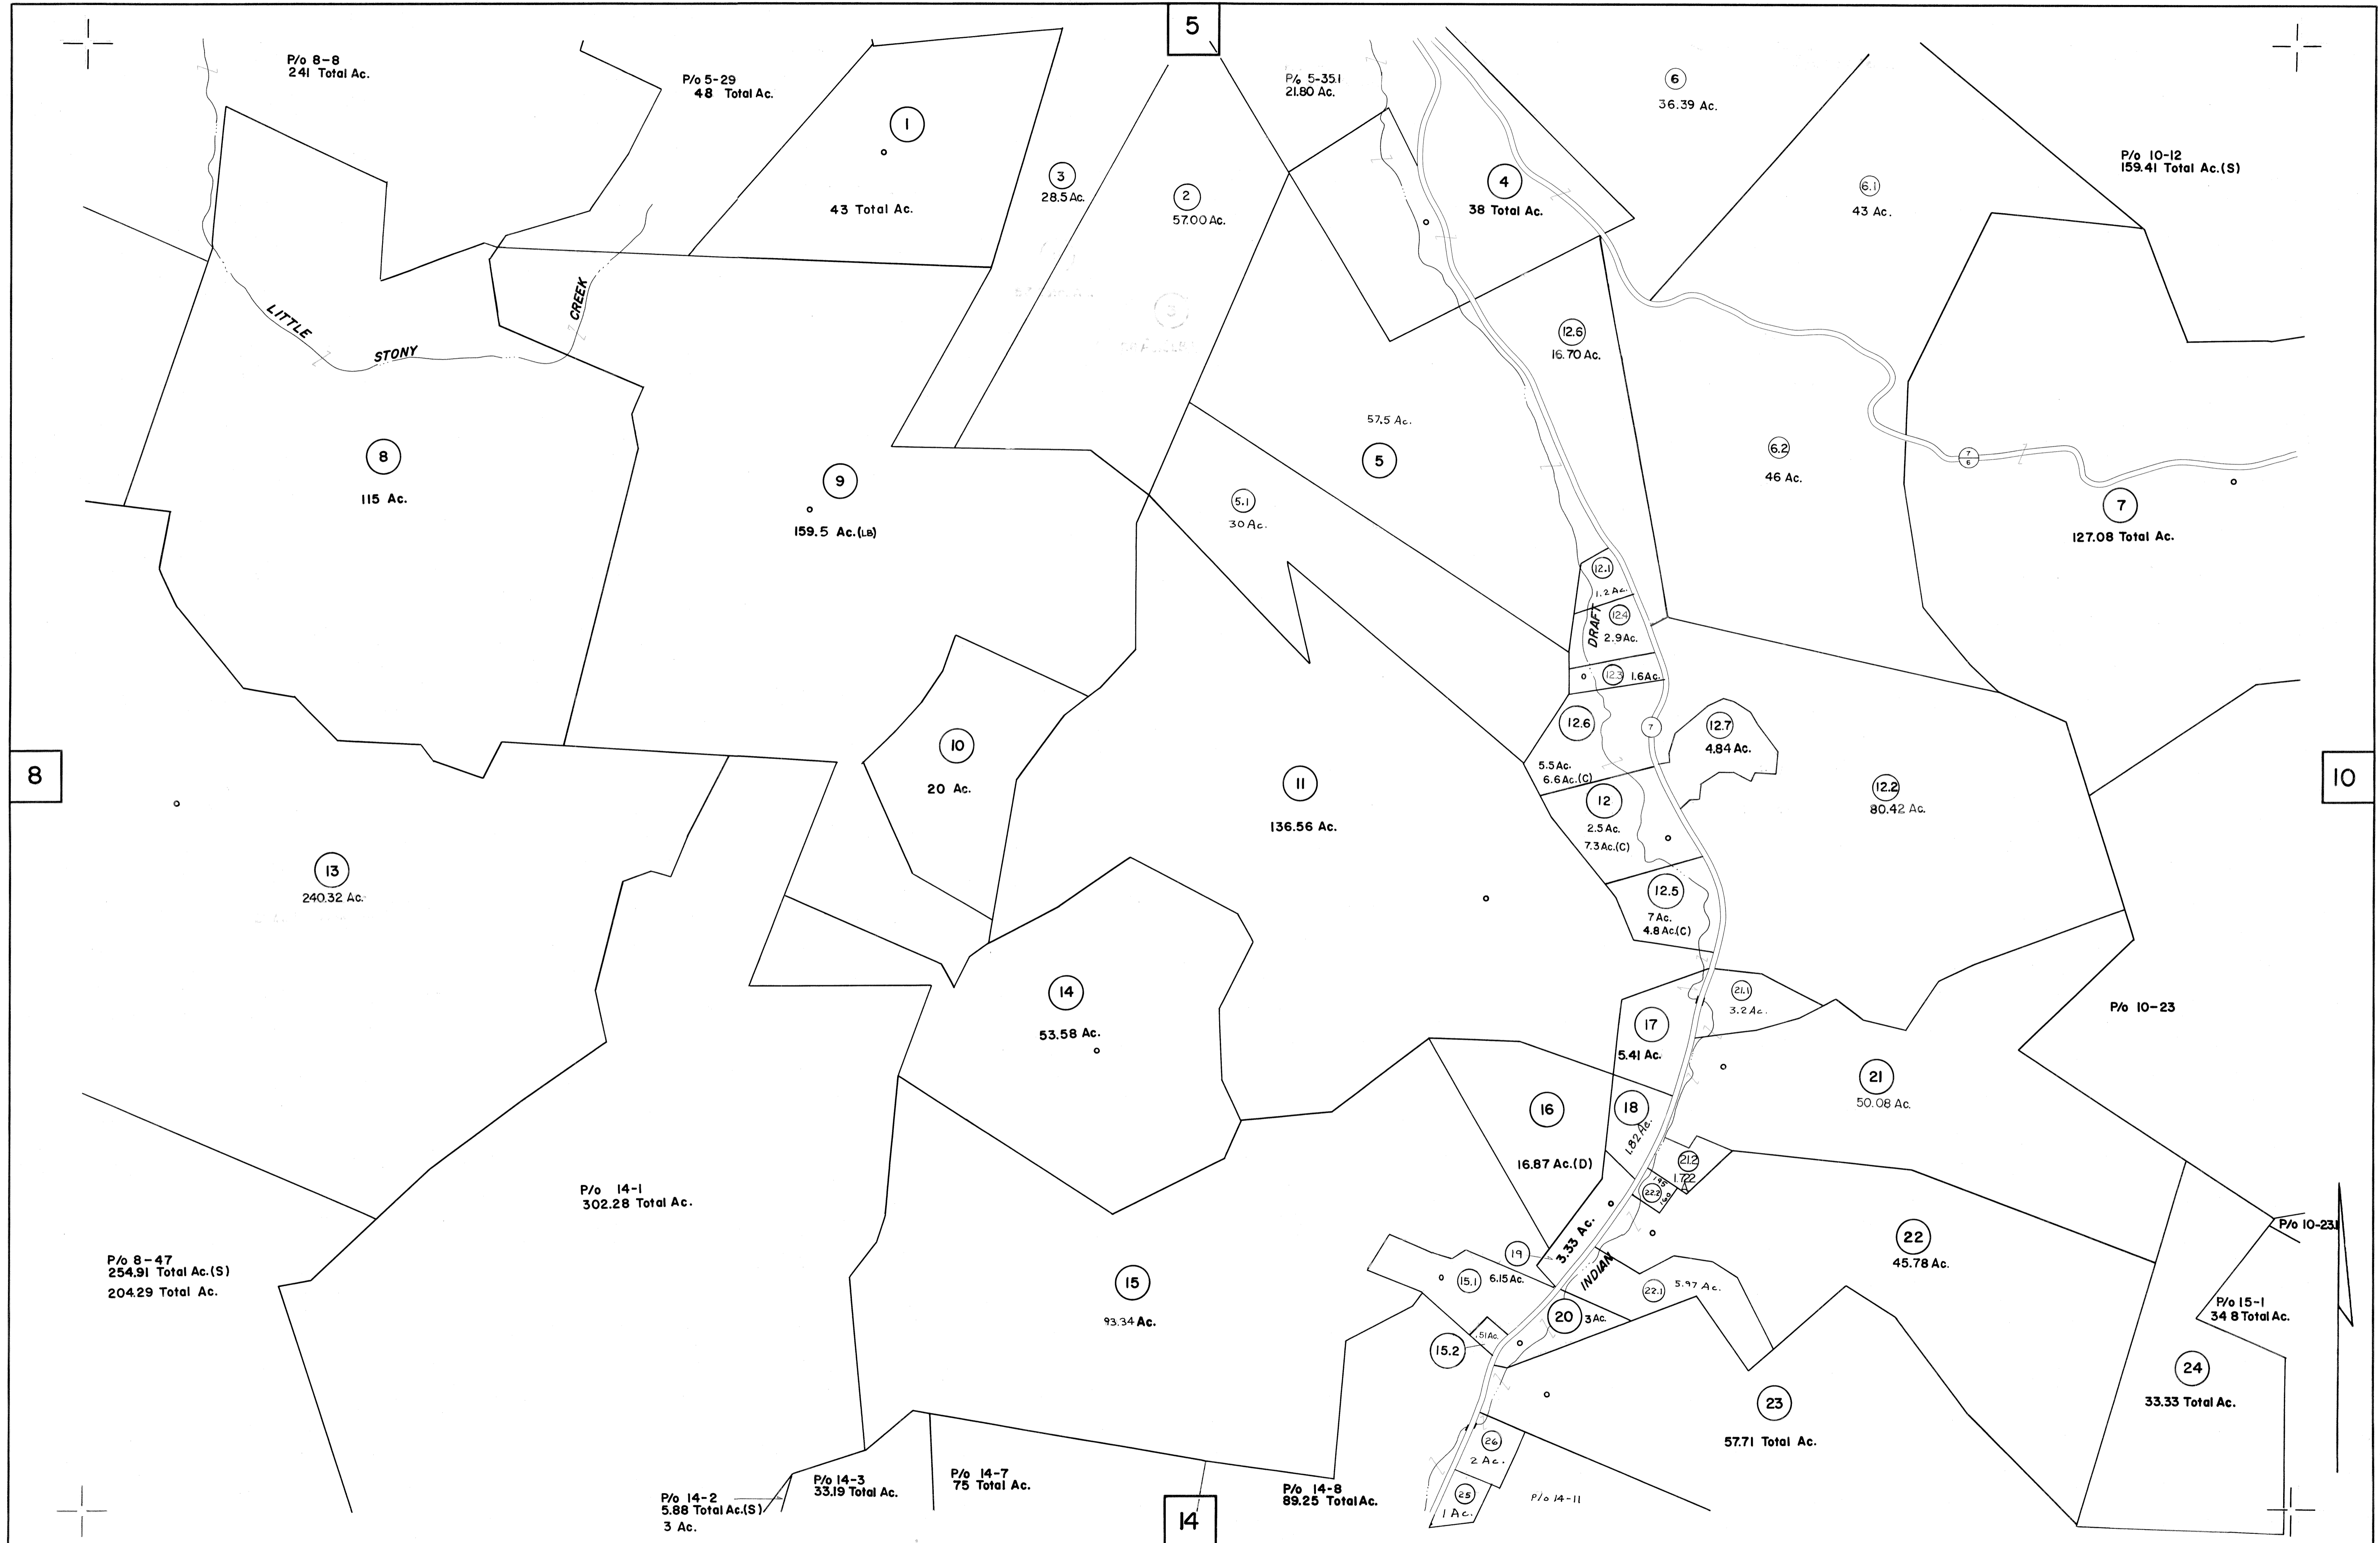 5
P/o 8-8
241 Total Ac.
P/o 5-29
48 Total Ac.
1
43 Total Ac.
3
28.5 Ac.
2
57.00 Ac.
P/o 5-35.1
21.80 Ac.
4
38 Total Ac.
6
36.39 Ac.
6.1
43 Ac.
P/o 10-12
159.41 Total Ac.(S)
LITTLE
STONY
CREEK
3
12.6
16.70 Ac.
57.5 Ac.
5
8
115 Ac.
9
159.5 Ac.(LB)
5.1
30 Ac.
6.2
46 Ac.
7
6
7
127.08 Total Ac.
12.1
1.2 Ac.
DRAFT
12.4
2.9 Ac.
12.3
1.6 Ac.
12.6
5.5 Ac.
6.6 Ac.(C)
7
12.7
4.84 Ac.
8
10
20 Ac.
11
136.56 Ac.
12
2.5 Ac.
7.3 Ac.(C)
12.2
80.42 Ac.
10
13
240.32 Ac.
12.5
7 Ac.
4.8 Ac.(C)
14
53.58 Ac.
17
5.41 Ac.
21.1
3.2 Ac.
P/o 10-23
16
16.87 Ac.(D)
18
1.82 Ac.
21
50.08 Ac.
21.2
1.722
A
22.2
P/o 14-1
302.28 Total Ac.
P/o 8-47
254.91 Total Ac.(S)
204.29 Total Ac.
15
93.34 Ac.
19
3.33 Ac.
INDIAN
15.1
6.15 Ac.
22.1
5.97 Ac.
22
45.78 Ac.
P/o 10-23.1
20
3 Ac.
15.2
.51 Ac.
P/o 15-1
348 Total Ac.
24
33.33 Total Ac.
23
57.71 Total Ac.
26
2 Ac.
25
1 Ac.
P/o 14-2
5.88 Total Ac.(S)
3 Ac.
P/o 14-3
33.19 Total Ac.
P/o 14-7
75 Total Ac.
P/o 14-8
89.25 Total Ac.
P/o 14-11
14